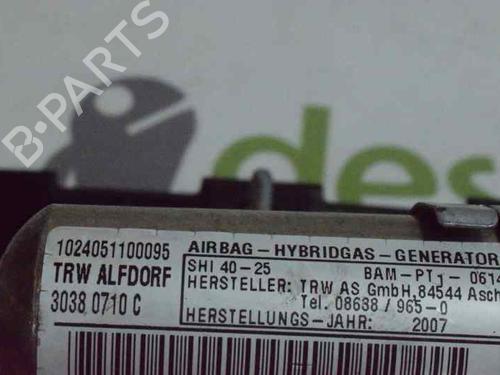 B-PARTS
des
1024051100095
TRW ALFDORF
3038 0710 C
AIRBAG-HYBRIDGAS-GENERATOR
SHI 40-25 BAM-PT1-0614
HERSTELLER: TRW AS GmbH, 84544 Asch
Tel. 08638 / 965-0
HERSTELLUNGS-JAHR: 2007